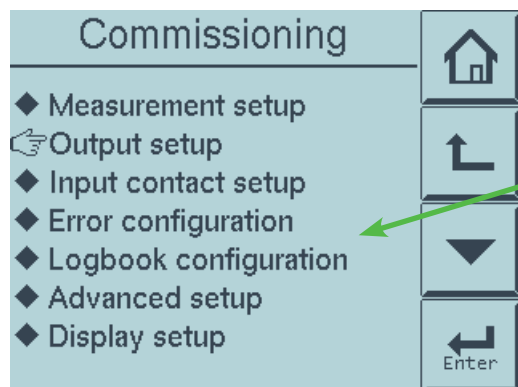 Commissioning
Measurement setup
Output setup
Input contact setup
Error configuration
Logbook configuration
Advanced setup
Display setup
Enter